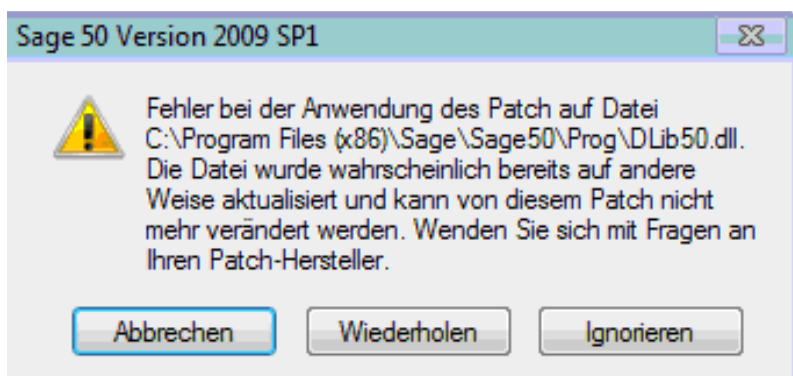 Sage 50 Version 2009 SP1
Fehler bei der Anwendung des Patch auf Datei
C:\Program Files (x86)\Sage\Sage50\Prog\DLib50.dll.
Die Datei wurde wahrscheinlich bereits auf andere
Weise aktualisiert und kann von diesem Patch nicht
mehr verändert werden. Wenden Sie sich mit Fragen an
Ihren Patch-Hersteller.
Abbrechen Wiederholen Ignorieren